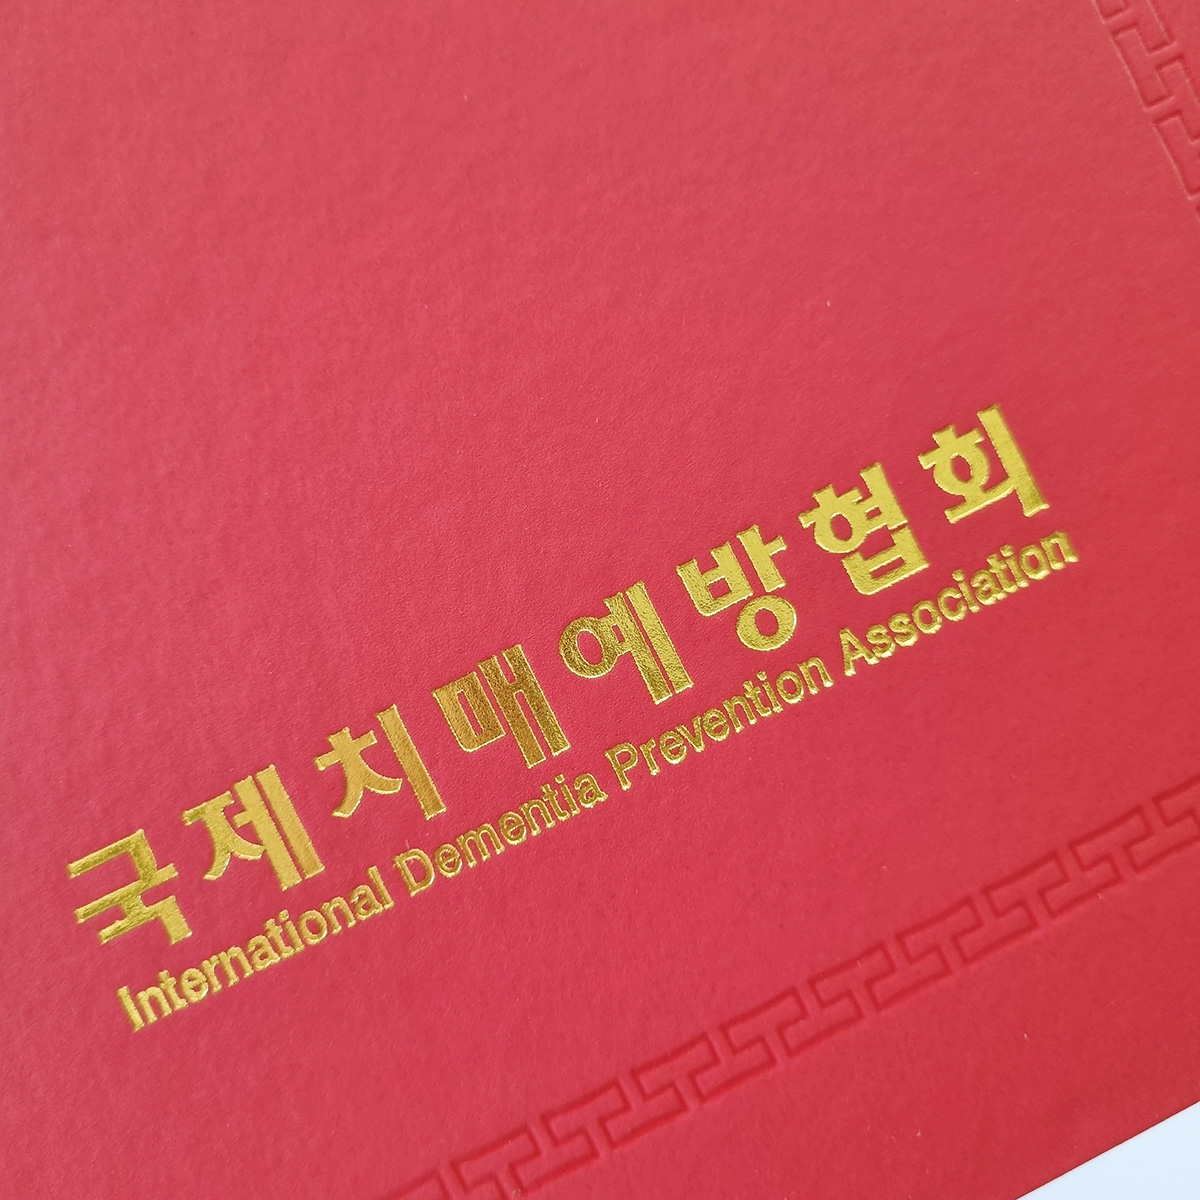 국제치매예방협회
International Dementia Prevention Association